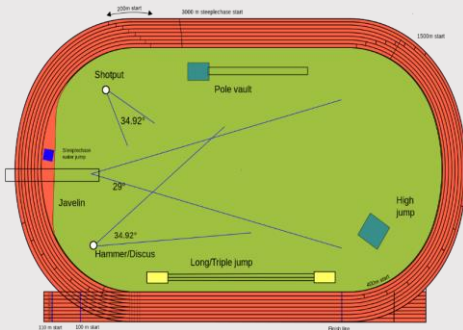 200m start
3000 m steeplechase start
1500m start
Shotput
Pole vault
34.92°
Steeplechase
water jump
29°
Javelin
High
jump
34.92°
Hammer/Discus
Long/Triple jump
400m start
110 m start
100 m start
Finish line